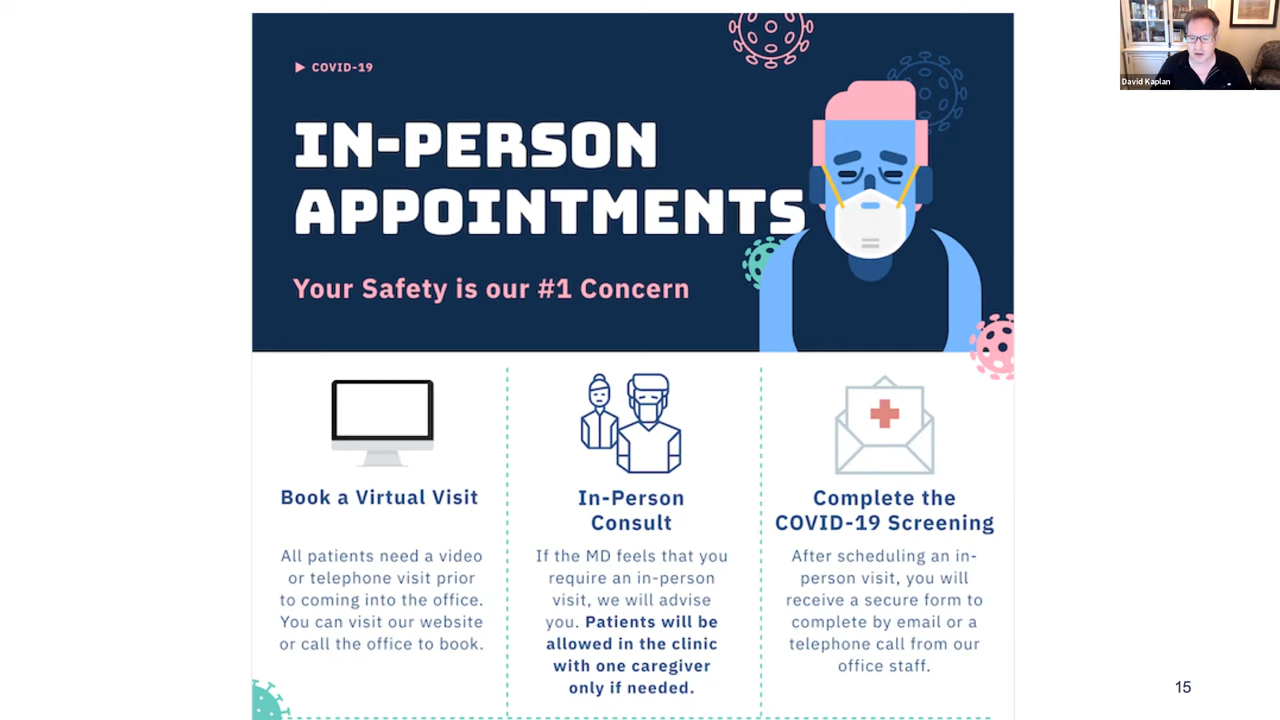 David Kaplan
COVID-19
IN-PERSON
APPOINTMENTS
Your Safety is our #1 Concern
Book a Virtual Visit
All patients need a video
or telephone visit prior
to coming into the office.
You can visit our website
or call the office to book.
In-Person
Consult
If the MD feels that you
require an in-person
visit, we will advise
you. Patients will be
allowed in the clinic
with one caregiver
only if needed.
Complete the
COVID-19 Screening
After scheduling an in-
person visit, you will
receive a secure form to
complete by email or a
telephone call from our
office staff.
15